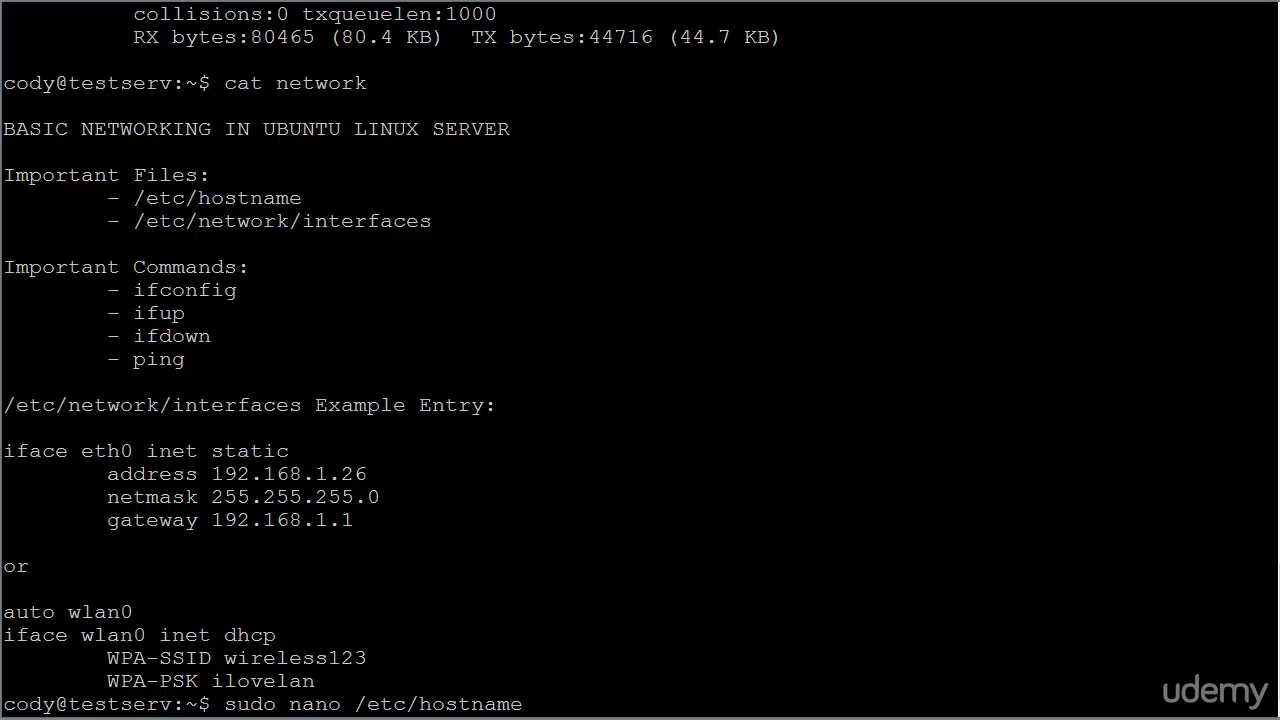 collisions:0 txqueuelen:1000
RX bytes:80465 (80.4 KB)  TX bytes:44716 (44.7 KB)
cody@testserv:~$ cat network
BASIC NETWORKING IN UBUNTU LINUX SERVER
Important Files:
- /etc/hostname
- /etc/network/interfaces
Important Commands:
- ifconfig
- ifup
- ifdown
- ping
/etc/network/interfaces Example Entry:
iface eth0 inet static
address 192.168.1.26
netmask 255.255.255.0
gateway 192.168.1.1
or
auto wlan0
iface wlan0 inet dhcp
WPA-SSID wireless123
WPA-PSK ilovelan
cody@testserv:~$ sudo nano /etc/hostname
udemy